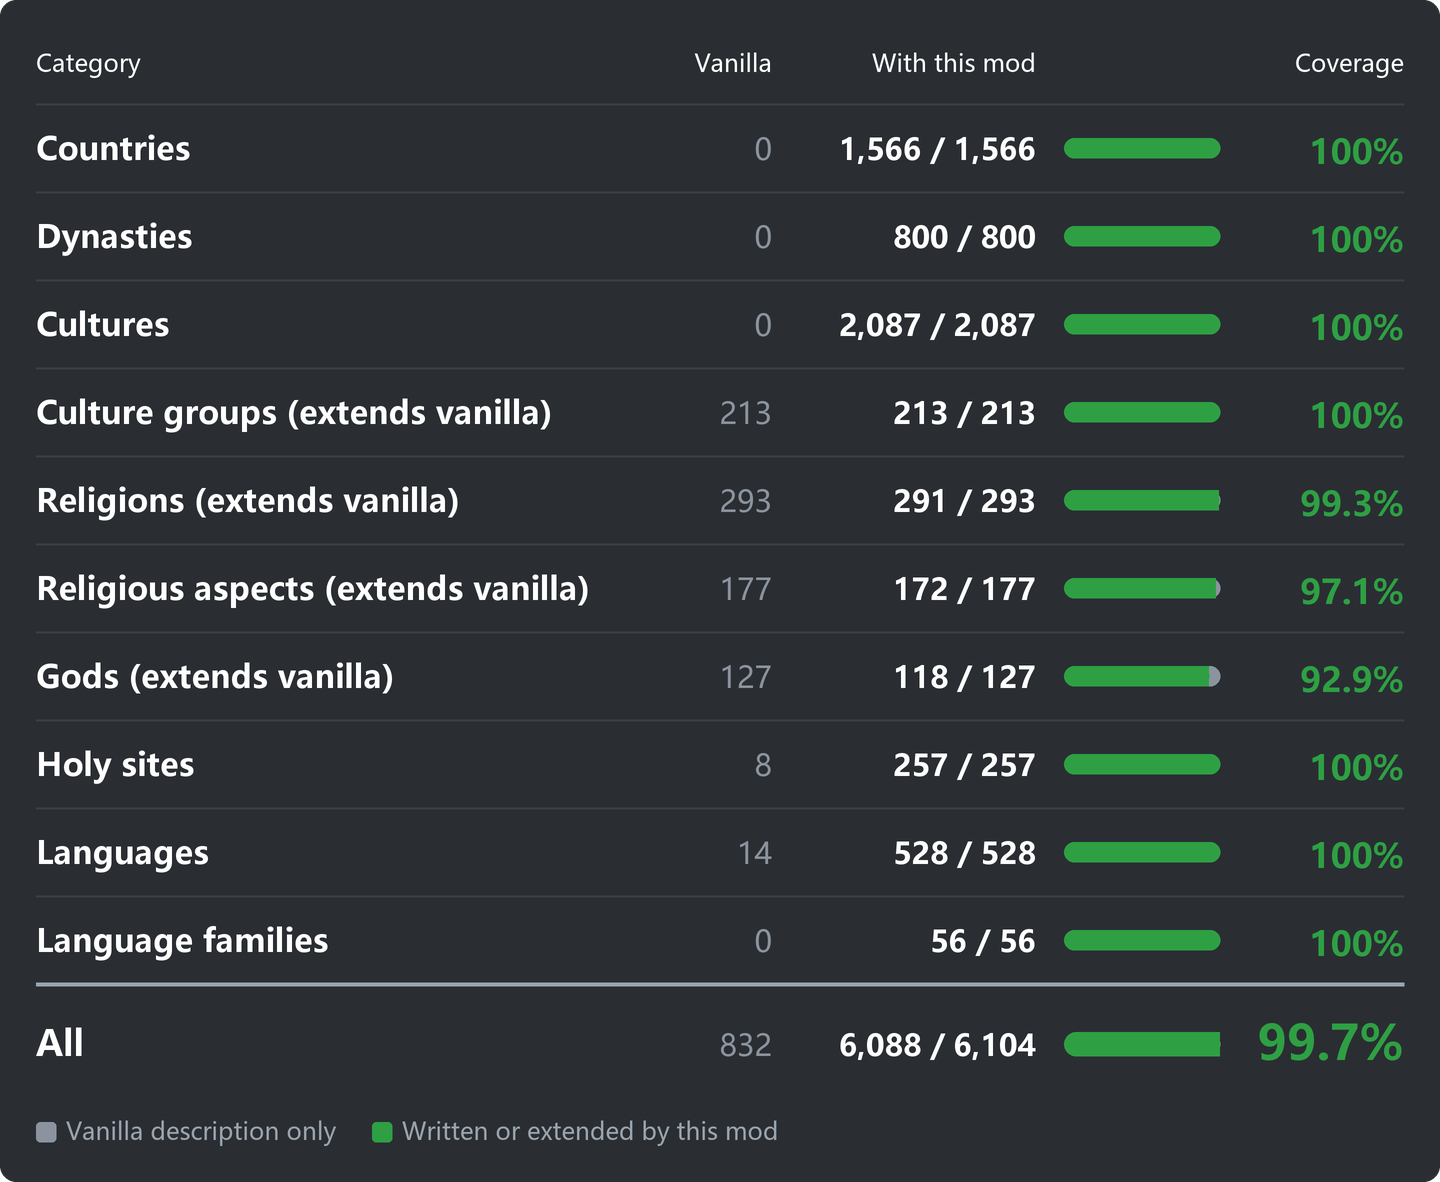 Category Vanilla With this mod Coverage
Countries 0 1,566 / 1,566 100%
Dynasties 0 800 / 800 100%
Cultures 0 2,087 / 2,087 100%
Culture groups (extends vanilla) 213 213 / 213 100%
Religions (extends vanilla) 293 291 / 293 99.3%
Religious aspects (extends vanilla) 177 172 / 177 97.1%
Gods (extends vanilla) 127 118 / 127 92.9%
Holy sites 8 257 / 257 100%
Languages 14 528 / 528 100%
Language families 0 56 / 56 100%
All 832 6,088 / 6,104 99.7%
Vanilla description only Written or extended by this mod